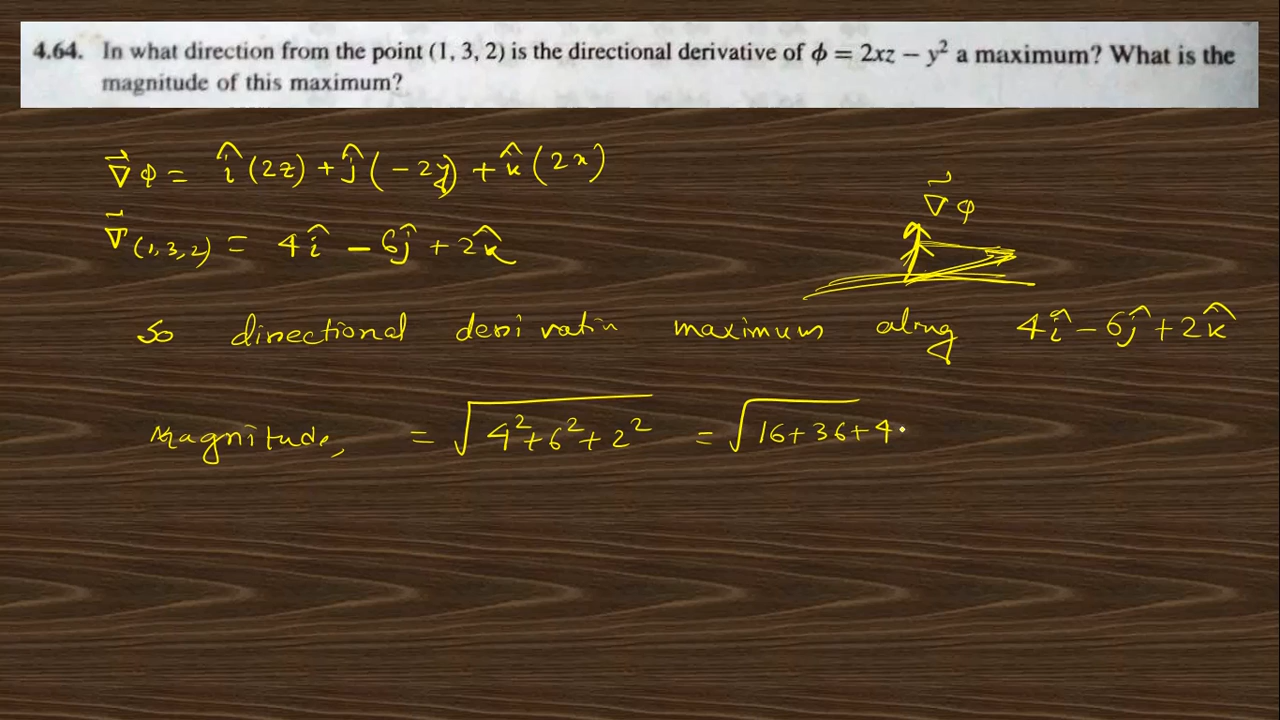 4.64. In what direction from the point (1, 3, 2) is the directional derivative of ϕ = 2xz − y² a maximum? What is the
magnitude of this maximum?
∇⃗ϕ = î(2z) + ĵ(-2y) + k̂(2x)
∇⃗(1,3,2) = 4î - 6ĵ + 2k̂
∇⃗ϕ
So directional derivativ maximum along 4î - 6ĵ + 2k̂
Magnitude, = √4²+6²+2² = √16+36+4